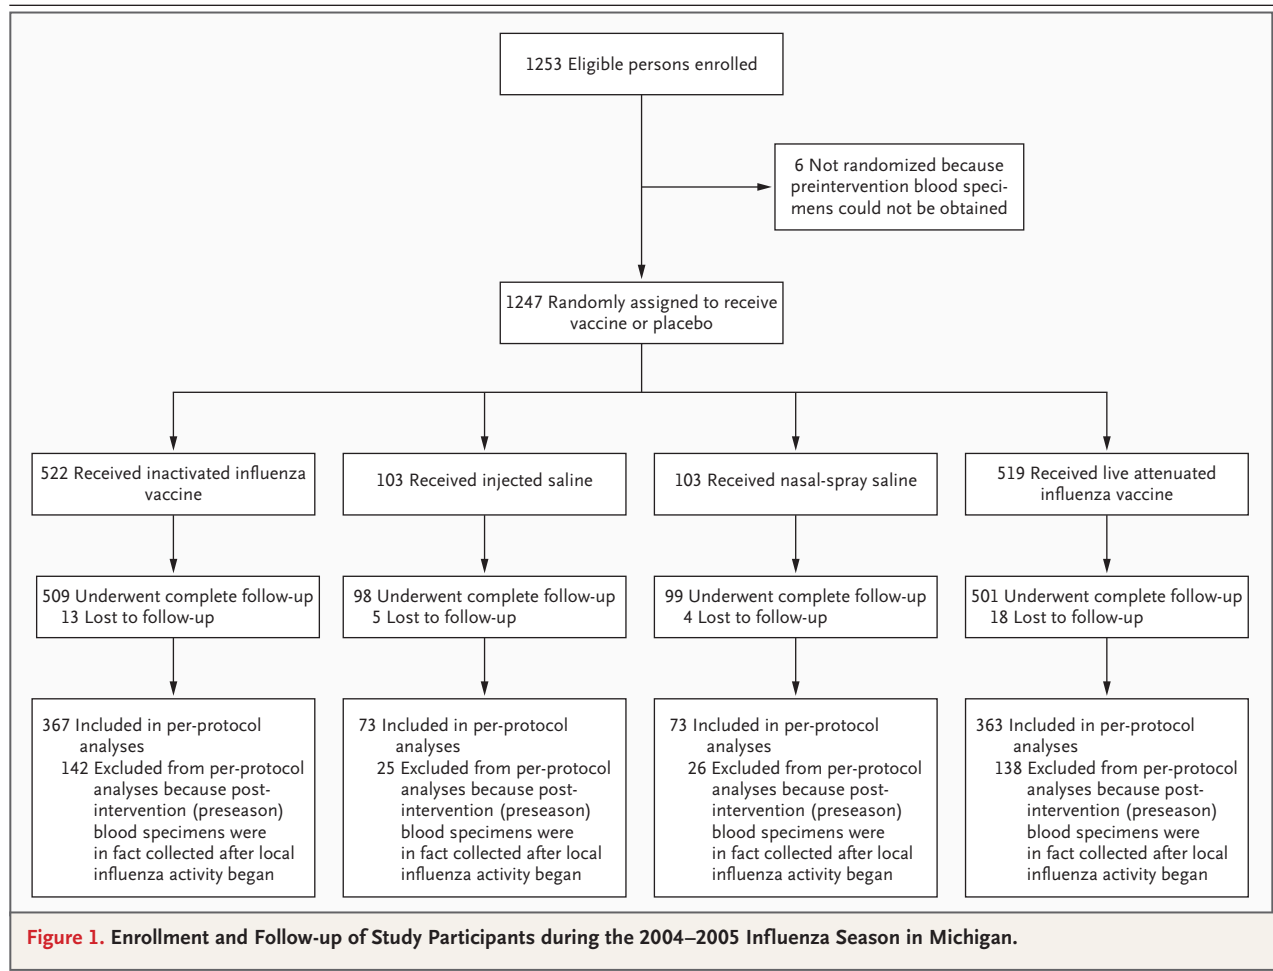 1253 Eligible persons enrolled
6 Not randomized because
preintervention blood speci-
mens could not be obtained
1247 Randomly assigned to receive
vaccine or placebo
522 Received inactivated influenza
vaccine
103 Received injected saline
103 Received nasal-spray saline
519 Received live attenuated
influenza vaccine
509 Underwent complete follow-up
13 Lost to follow-up
98 Underwent complete follow-up
5 Lost to follow-up
99 Underwent complete follow-up
4 Lost to follow-up
501 Underwent complete follow-up
18 Lost to follow-up
367 Included in per-protocol
analyses
142 Excluded from per-protocol
analyses because post-
intervention (preseason)
blood specimens were
in fact collected after local
influenza activity began
73 Included in per-protocol
analyses
25 Excluded from per-protocol
analyses because post-
intervention (preseason)
blood specimens were
in fact collected after local
influenza activity began
73 Included in per-protocol
analyses
26 Excluded from per-protocol
analyses because post-
intervention (preseason)
blood specimens were
in fact collected after local
influenza activity began
363 Included in per-protocol
analyses
138 Excluded from per-protocol
analyses because post-
intervention (preseason)
blood specimens were
in fact collected after local
influenza activity began
Figure 1. Enrollment and Follow-up of Study Participants during the 2004–2005 Influenza Season in Michigan.